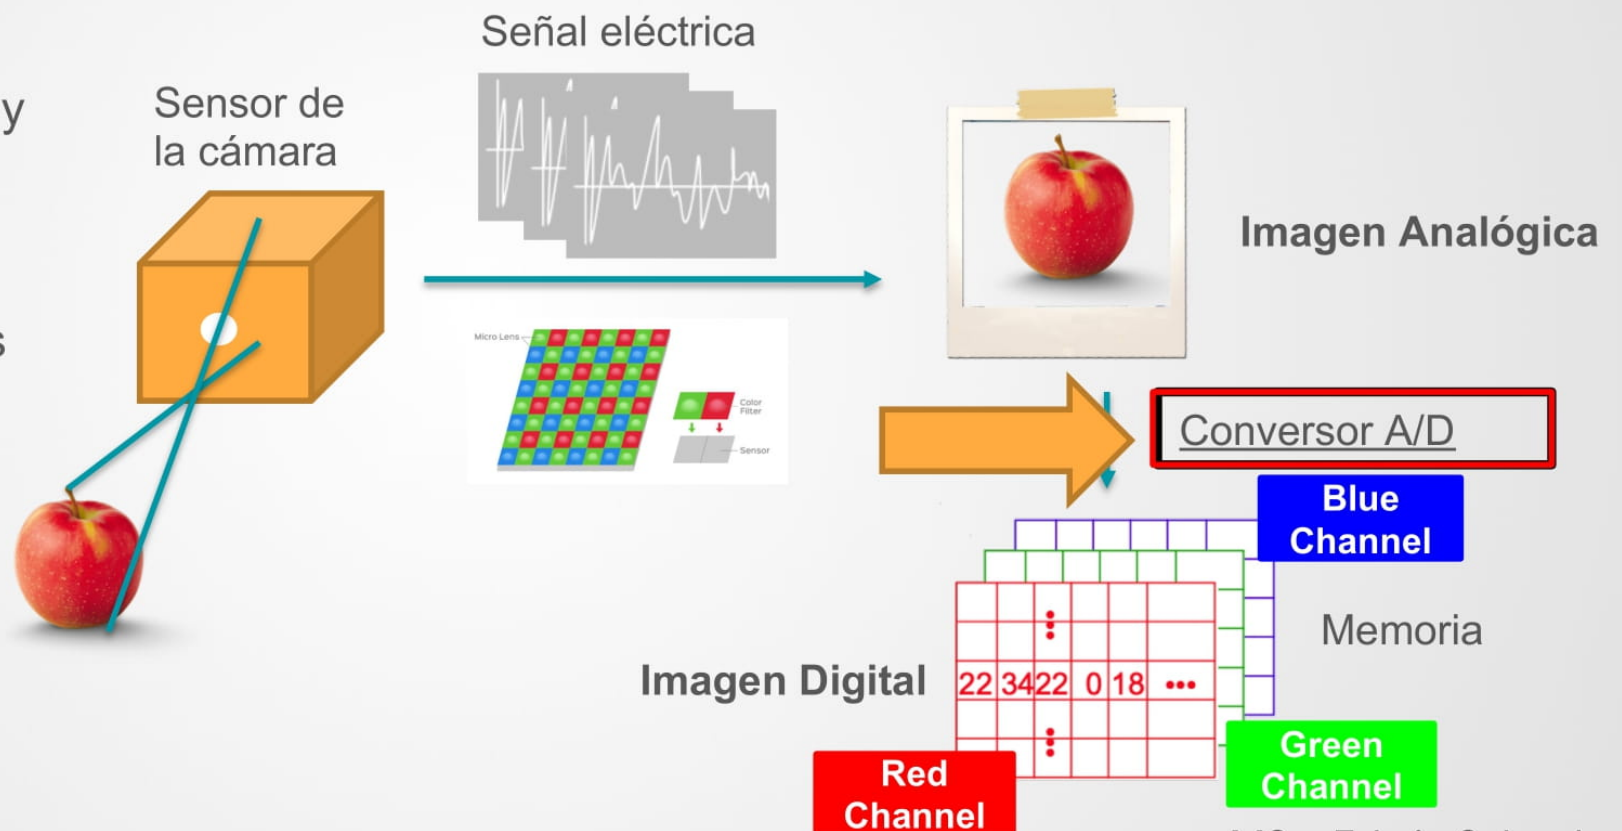 Señal eléctrica
y
Sensor de
la cámara
s
Imagen Analógica
Micro Lens
Color
Filter
Sensor
Conversor A/D
Blue
Channel
Memoria
Imagen Digital
22 34 22 0 18 •••
Green
Channel
Red
Channel